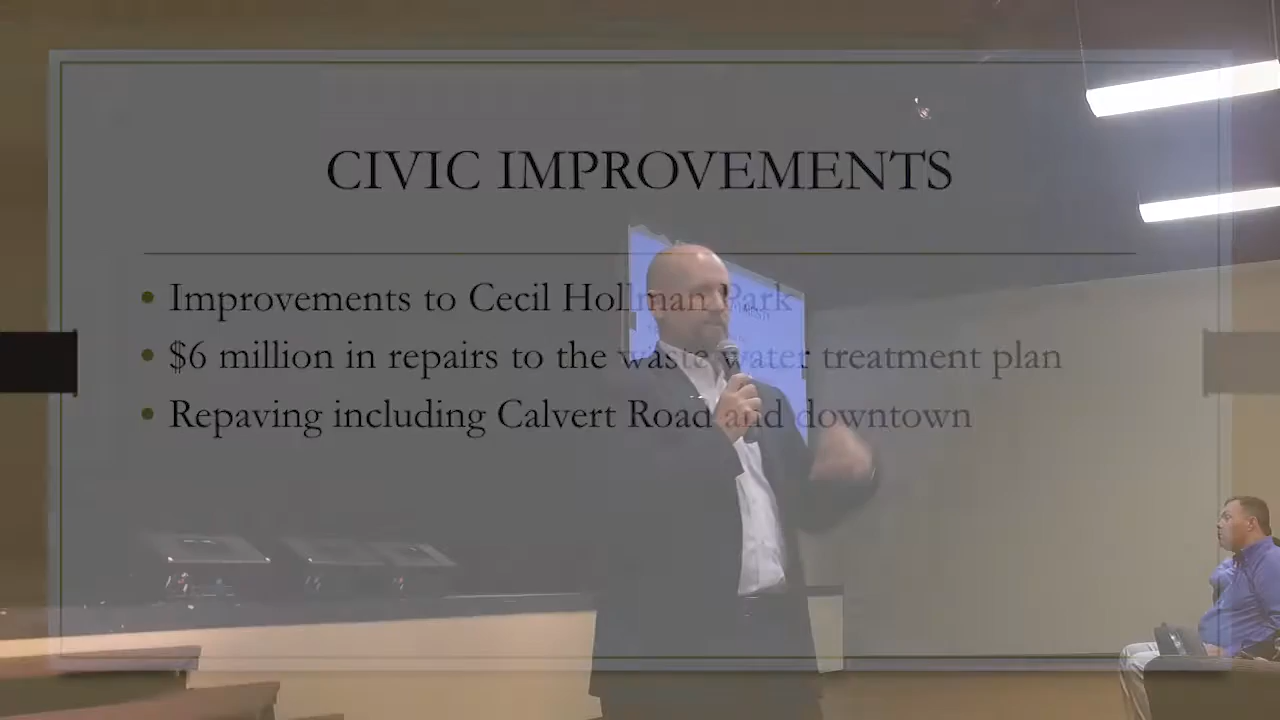 CIVIC IMPROVEMENTS
• Improvements to Cecil Hollman Park
• $6 million in repairs to the waste water treatment plan
• Repaving including Calvert Road and downtown